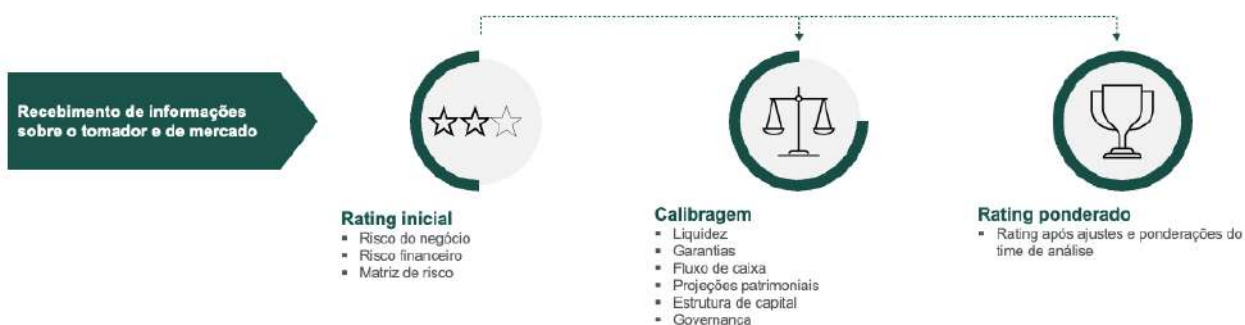 Recebimento de informações
sobre o tomador e de mercado
Rating inicial
▪ Risco do negócio
▪ Risco financeiro
▪ Matriz de risco
Calibragem
▪ Liquidez
▪ Garantias
▪ Fluxo de caixa
▪ Projeções patrimoniais
▪ Estrutura de capital
▪ Governança
Rating ponderado
▪ Rating após ajustes e ponderações do
time de análise